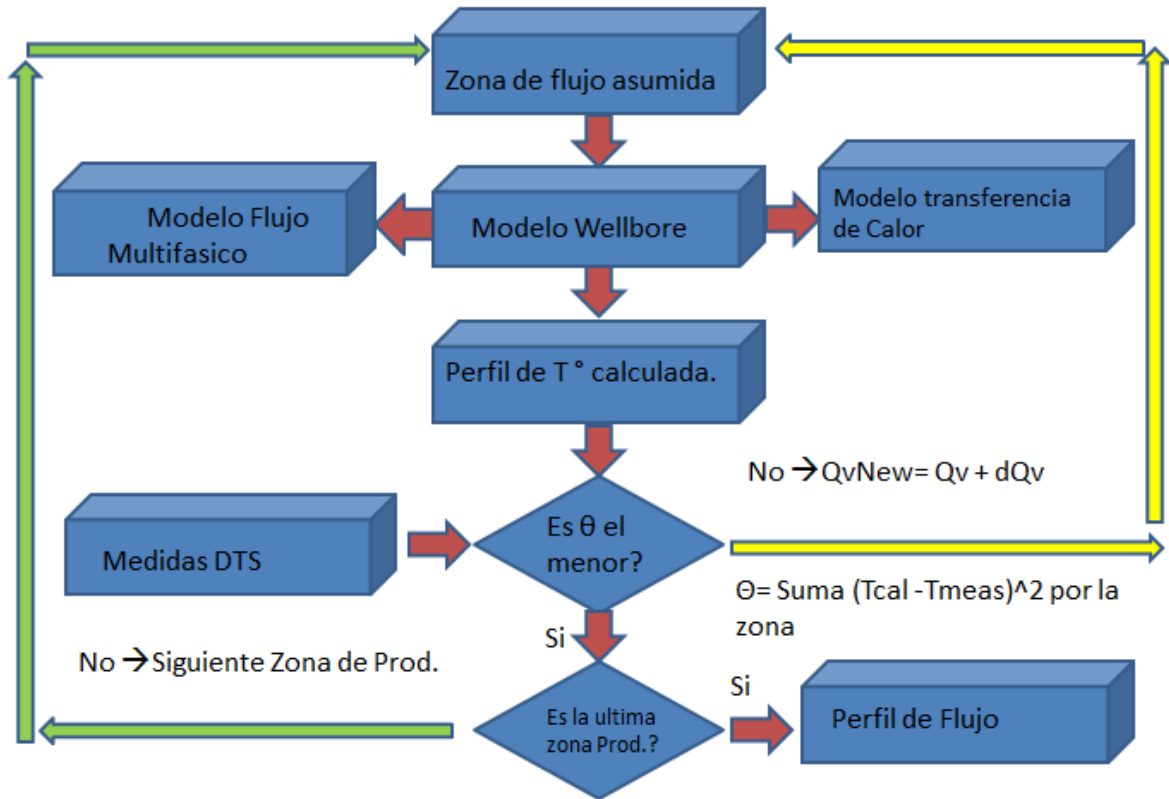 Zona de flujo asumida
Modelo Flujo
Multifasico
Modelo Wellbore
Modelo transferencia
de Calor
Perfil de T° calculada.
No →QvNew= Qv + dQv
Medidas DTS
Es θ el
menor?
Θ= Suma (Tcal -Tmeas)^2 por la
zona
Si
No →Siguiente Zona de Prod.
Es la ultima
zona Prod.?
Si
Perfil de Flujo